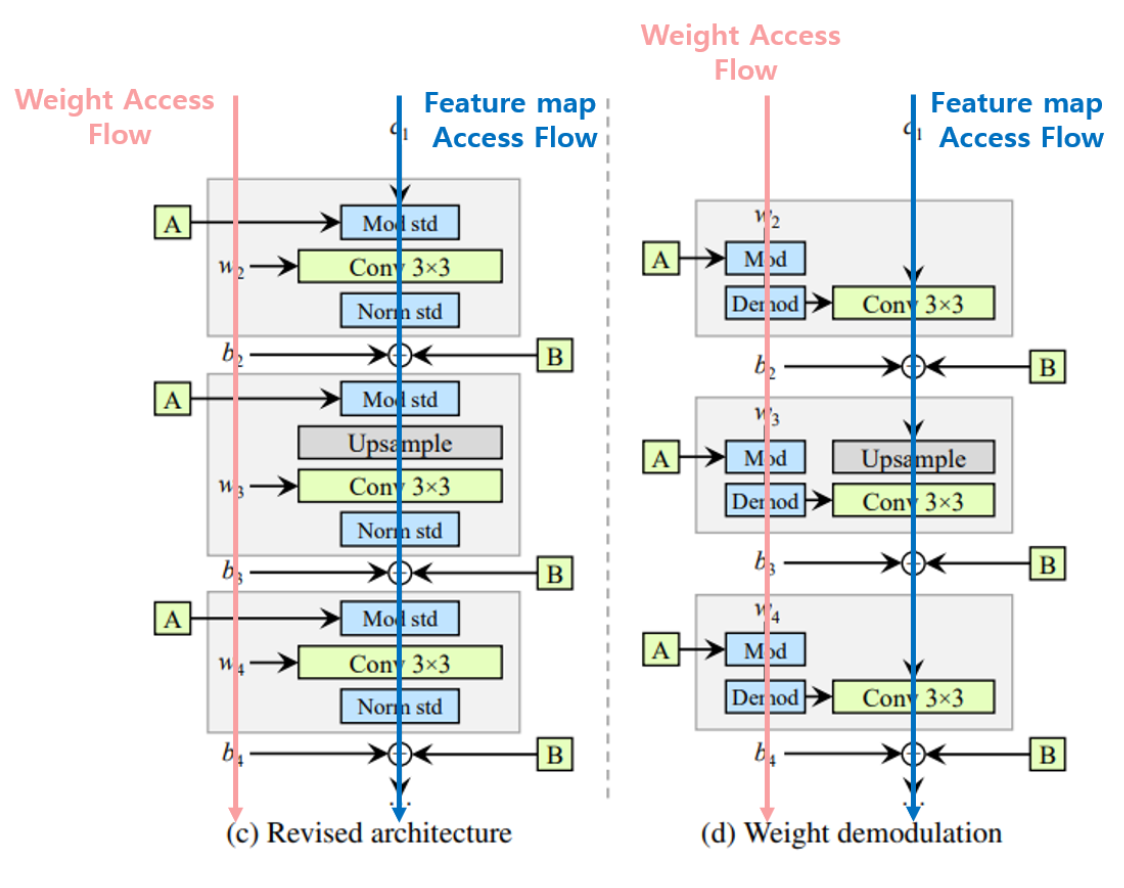 Weight Access
Flow
Feature map
Access Flow
c1
A
Mod std
w2
Conv 3×3
Norm std
b2
B
A
Mod std
Upsample
w3
Conv 3×3
Norm std
b3
B
A
Mod std
w4
Conv 3×3
Norm std
b4
B
...
(c) Revised architecture
Weight Access
Flow
Feature map
Access Flow
c1
w2
A
Mod
Demod
Conv 3×3
b2
B
w3
A
Mod
Upsample
Demod
Conv 3×3
b3
B
w4
A
Mod
Demod
Conv 3×3
b4
B
...
(d) Weight demodulation